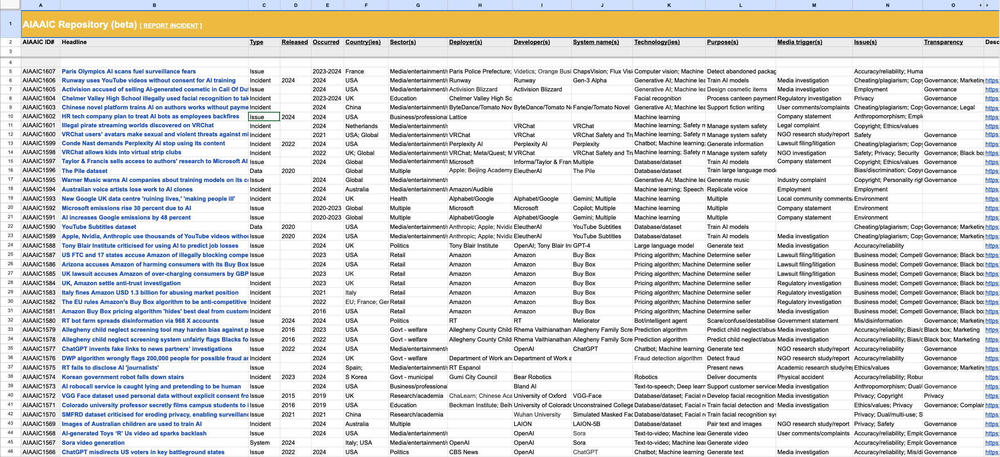 A B C D E F G H I J K L M N O
1 AIAAIC Repository (beta) [ REPORT INCIDENT ]
2 AIAAIC ID# Headline Type Released Occurred Country(ies) Sector(s) Deployer(s) Developer(s) System name(s) Technology(ies) Purpose(s) Media trigger(s) Issue(s) Transparency Desc
3
4
5 AIAAIC1607 Paris Olympics AI scans fuel surveillance fears Issue 2023-2024 France Media/entertainment/s Paris Police Prefecture; Videtics; Orange Busi ChapsVision; Flux Visi Computer vision; Machine Detect abandoned packag Accuracy/reliability; Huma
6 AIAAIC1606 Runway uses YouTube videos without consent for AI training Incident 2024 2024 USA Media/entertainment/s Runway Runway Gen-3 Alpha Generative AI; Machine lea Train AI models Media investigation Cheating/plagiarism; Copy Governance; Marketing https:
7 AIAAIC1605 Activision accused of selling AI-generated cosmetic in Call Of Dut Issue 2024 USA Media/entertainment/s Activision Blizzard Activision Blizzard Generative AI; Machine lea Design cosmetic items Media investigation Employment Governance https:
8 AIAAIC1604 Chelmer Valley High School illegally used facial recognition to tak Incident 2023-2024 UK Education Chelmer Valley High Sc Facial recognition Process canteen payment Regulatory investigation Privacy Governance https:
9 AIAAIC1603 Chinese novel platform trains AI on authors works without payme Incident 2024 China Media/entertainment/s ByteDance/Tomato Nov ByteDance/Tomato No Fanqie/Tomato Novel Generative AI; Machine lea Support fiction writing User comments/complaints Cheating/plagiarism; Copy Governance; Legal https:
10 AIAAIC1602 HR tech company plan to treat AI bots as employees backfires Issue 2024 2024 USA Business/professional Lattice Machine learning Company statement Anthropomorphism; Emplo https:
11 AIAAIC1601 Illegal pirate streaming worlds discovered on VRChat Incident 2024 Netherlands Media/entertainment/s VRChat VRChat Machine learning; Safety m Manage system safety Legal complaint Copyright; Ethics/values https:
12 AIAAIC1600 VRChat users’ avatars make sexual and violent threats against mi Incident 2021 USA; Global Media/entertainment/s VRChat VRChat VRChat Safety and Tru Machine learning; Safety m Manage system safety NGO research study/report Safety Governance https:
13 AIAAIC1599 Conde Nast demands Perplexity AI stop using its content Incident 2022 2024 USA Media/entertainment/s Perplexity AI Perplexity AI Perplexity Chatbot; Machine learning; Generate information Lawsuit filing/litigation Cheating/plagiarism; Copy Governance https:
14 AIAAIC1598 VRChat allows kids into virtual strip clubs Incident 2022 UK; Global Media/entertainment/s VRChat; Meta/Quest; M VRChat VRChat Safety and Tru Machine learning; Safety m Manage system safety NGO investigation Safety; Privacy; Security Governance; Black box https:
15 AIAAIC1597 Taylor & Francis sells access to authors' research to Microsoft AI Issue 2024 Global Media/entertainment/s Microsoft Informa/Taylor & Fran Multiple Database/dataset Train AI models Company statement Copyright; Ethics/values Governance https:
16 AIAAIC1596 The Pile dataset Data 2020 Global Multiple Apple; Beijing Academy EleutherAI The Pile Database/dataset Train large language mode Bias/discrimination; Copyr Governance https:
17 AIAAIC1595 Warner Music warns AI companies about training models on its co Issue 2024 Global Media/entertainment/s Generative AI; Machine lea Generate music Industry complaint Copyright; Personality righ Governance https:
18 AIAAIC1594 Australian voice artists lose work to AI clones Incident 2024 Australia Media/entertainment/s Amazon/Audible Machine learning; Speech Replicate voice Employment Employment https:
19 AIAAIC1593 New Google UK data centre 'ruining lives,' 'making people ill' Incident 2024 UK Health Alphabet/Google Alphabet/Google Gemini; Multiple Machine learning Multiple Local community comments/ Environment https:
20 AIAAIC1592 Microsoft emissions rise 30 percent due to AI Issue 2020-2023 Global Multiple Microsoft Microsoft Copilot; Multiple Machine learning Multiple Company statement Environment https:
21 AIAAIC1591 AI increases Google emissions by 48 percent Issue 2020-2023 Global Multiple Alphabet/Google Alphabet/Google Gemini; Multiple Machine learning Multiple Company statement Environment https:
22 AIAAIC1590 YouTube Subtitles dataset Data 2020 USA Media/entertainment/s Anthropic; Apple; Nvidia EleutherAI YouTube Subtitles Database/dataset Train AI models Cheating/plagiarism; Copy Governance; Marketing https:
23 AIAAIC1589 Apple, Nvidia, Anthropic use thousands of YouTube videos withou Issue 2020 2024 USA Media/entertainment/s Anthropic; Apple; Nvidia EleutherAI YouTube Subtitles Database/dataset Train AI models Media investigation Cheating/plagiarism; Copy Governance; Marketing https:
24 AIAAIC1588 Tony Blair Institute criticised for using AI to predict job losses Issue 2024 UK Politics Tony Blair Institute OpenAI; Tony Blair Ins GPT-4 Large language model Generate text Media investigation Accuracy/reliability https:
25 AIAAIC1587 US FTC and 17 states accuse Amazon of illegally blocking compe Issue 2023 USA Retail Amazon Amazon Buy Box Pricing algorithm; Machine Determine seller Lawsuit filing/litigation Business model; Competi Governance; Black box https:
26 AIAAIC1586 Arizona accuses Amazon of harming consumers with its Buy Box Issue 2024 USA Retail Amazon Amazon Buy Box Pricing algorithm; Machine Determine seller Lawsuit filing/litigation Business model; Competi Governance; Black box https:
27 AIAAIC1585 UK lawsuit accuses Amazon of over-charging consumers by GBP Issue 2023 UK Retail Amazon Amazon Buy Box Pricing algorithm; Machine Determine seller Lawsuit filing/litigation Business model; Competi Governance; Black box https:
28 AIAAIC1584 UK, Amazon settle anti-trust investigation Incident 2023 UK Retail Amazon Amazon Buy Box Pricing algorithm; Machine Determine seller Regulatory investigation Business model; Competi Governance; Black box https:
29 AIAAIC1583 Italy fines Amazon USD 1.3 billion for abusing market position Incident 2021 Italy Retail Amazon Amazon Buy Box Pricing algorithm; Machine Determine seller Regulatory investigation Business model; Competi Governance; Black box https:
30 AIAAIC1582 The EU rules Amazon’s Buy Box algorithm to be anti-competitive Incident 2022 EU; France; Ger Retail Amazon Amazon Buy Box Pricing algorithm; Machine Determine seller Regulatory investigation Business model; Competi Governance; Black box https:
31 AIAAIC1581 Amazon Buy Box pricing algorithm 'hides' best deal from custome Incident 2016 USA Retail Amazon Amazon Buy Box Pricing algorithm; Machine Determine seller Media investigation Business model; Competi Governance; Black box https:
32 AIAAIC1580 RT bot farm spreads disinformation via 968 X accounts Issue 2024 2024 USA Politics RT RT Meliorator Bot/intelligent agent Scare/confuse/destabilise Government statement Mis/disinformation Governance; Marketing https:
33 AIAAIC1579 Allegheny child neglect screening tool may harden bias against p Issue 2016 2023 USA Govt - welfare Allegheny County Child Rhema Vaithianathan Allegheny Family Scre Prediction algorithm Predict child neglect/abus Media investigation Accuracy/reliability; Bias/d Black box; Marketing https:
34 AIAAIC1578 Allegheny child neglect screening system unfairly flags Blacks fo Issue 2016 2022 USA Govt - welfare Allegheny County Child Rhema Vaithianathan Allegheny Family Scre Prediction algorithm Predict child neglect/abus Media investigation Accuracy/reliability; Bias/d Black box; Marketing https:
35 AIAAIC1577 ChatGPT invents fake links to news partners’ investigations Issue 2022 2024 USA Media/entertainment/s OpenAI ChatGPT Chatbot; Machine learning Generate text NGO research study/report Accuracy/reliability Governance https:
36 AIAAIC1576 DWP algorithm wrongly flags 200,000 people for possible fraud an Incident 2024 UK Govt - welfare Department of Work and Department of Work a Fraud detection algorithm Detect fraud NGO research study/report Accuracy/reliability Governance https:
37 AIAAIC1575 RT fails to disclose AI 'journalists' Issue 2024 Spain; Media/entertainment/s RT Espanol Present news Academic research study/rep Ethics/values Governance; Marketing https:
38 AIAAIC1574 Korean government robot falls down stairs Incident 2023 2024 S Korea Govt - municipal Gumi City Council Bear Robotics Robotics Deliver documents Physical accident Accuracy/reliability; Robus https:
39 AIAAIC1573 AI robocall service is caught lying and pretending to be human Issue 2024 USA Business/professional Bland AI Text-to-speech; Deep learn Support customer services Media investigation Anthropomorphism; Dual/ Governance https:
40 AIAAIC1572 VGG Face dataset used personal data without explicit consent fro Issue 2015 2019 UK Research/academia ChaLearn; Chinese Aca University of Oxford VGG-Face Database/dataset; Facial re Develop facial recognition Media investigation Privacy; Copyright Privacy https:
41 AIAAIC1571 Colorado university professor secretly films campus students to i Issue 2016 2019 USA Education Beckman Institute; Beih University of Colorado Unconstrained College Database/dataset; Facial re Train facial detection and Media investigation Ethics/values; Privacy Governance; Complain https:
42 AIAAIC1570 SMFRD dataset criticised for eroding privacy, enabling surveillanc Issue 2021 2021 China Research/academia Wuhan University Simulated Masked Fac Database/dataset; Facial re Train facial recognition sys Privacy; Dual/multi-use; S https:
43 AIAAIC1569 Images of Australian children are used to train AI Incident 2024 Australia Multiple LAION LAION-5B Database/dataset Pair text and images NGO research study/report Privacy; Safety Governance https:
44 AIAAIC1568 AI-generated Toys ‘R’ Us video ad sparks backlash Issue 2024 USA Media/entertainment/s OpenAI Sora Text-to-video; Machine lear Generate video User comments/complaints Accuracy/reliability; Emplo Governance https:
45 AIAAIC1567 Sora video generation System 2024 Italy; USA Media/entertainment/s OpenAI OpenAI Sora Text-to-video; Machine lear Generate video Accuracy/reliability; Emplo Governance https:
46 AIAAIC1566 ChatGPT misdirects US voters in key battleground states Issue 2022 2024 USA Politics CBS News OpenAI ChatGPT Chatbot; Machine learning Generate text Media investigation Accuracy/reliability; Mis/di Governance https: